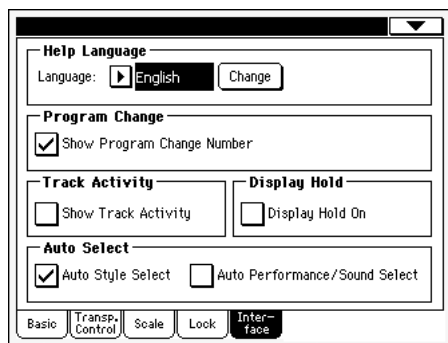 Help Language
Language: English Change
Program Change
Show Program Change Number
Track Activity Display Hold
Show Track Activity Display Hold On
Auto Select
Auto Style Select Auto Performance/Sound Select
Basic Transp. Control Scale Lock Inter-face